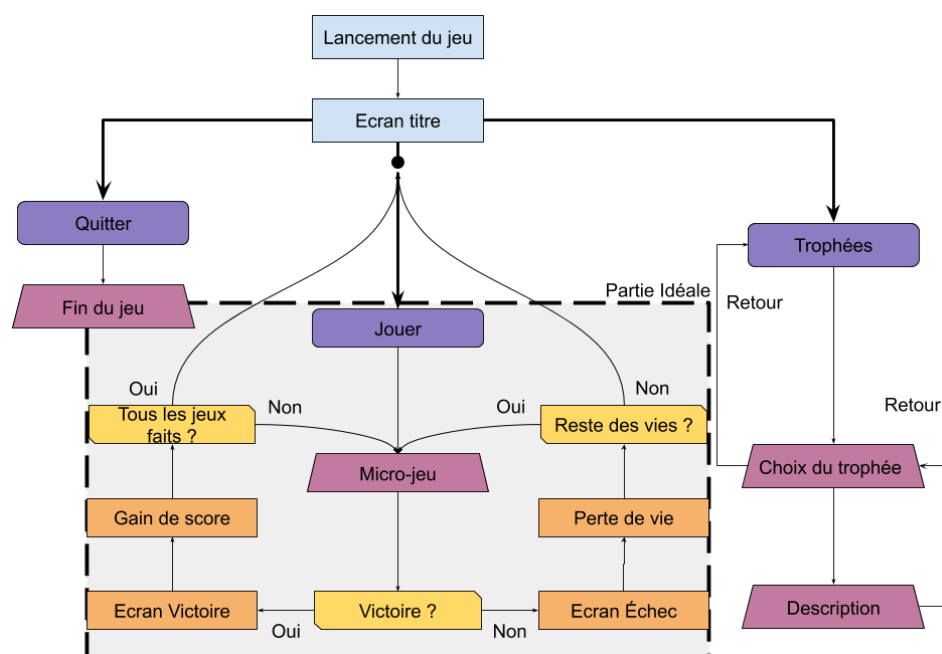 Lancement du jeu
Ecran titre
Quitter
Trophées
Partie Idéale
Fin du jeu
Retour
Jouer
Oui
Non
Non
Oui
Retour
Tous les jeux
faits ?
Reste des vies ?
Micro-jeu
Choix du trophée
Gain de score
Perte de vie
Ecran Victoire
Victoire ?
Ecran Échec
Description
Oui
Non